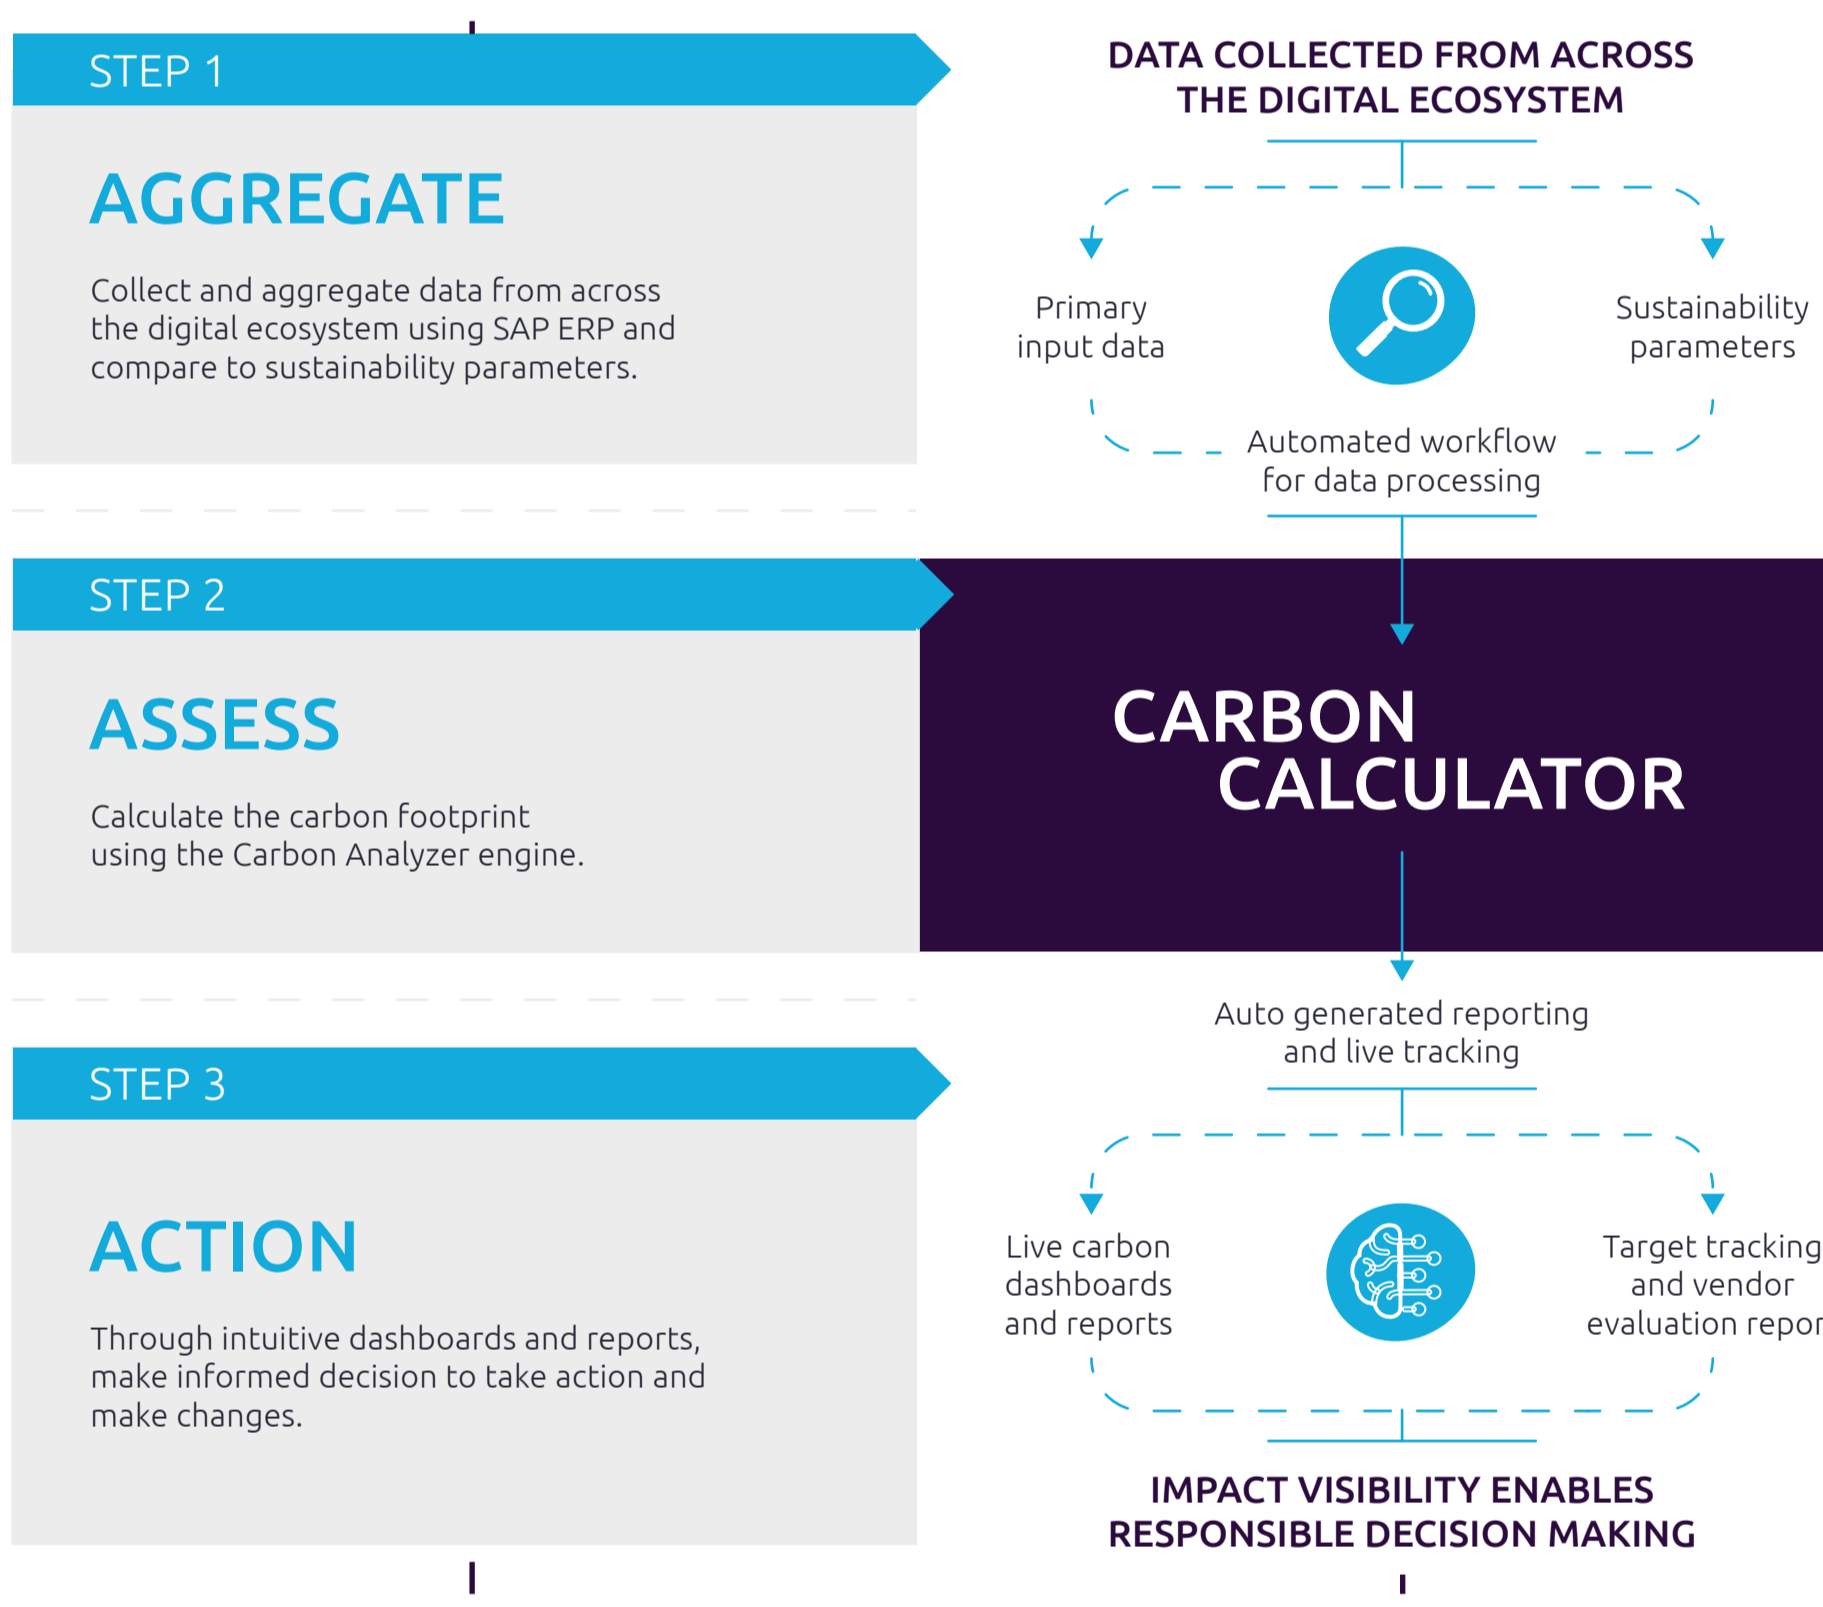 STEP 1
AGGREGATE
Collect and aggregate data from across
the digital ecosystem using SAP ERP and
compare to sustainability parameters.
DATA COLLECTED FROM ACROSS
THE DIGITAL ECOSYSTEM
Primary
input data
Sustainability
parameters
Automated workflow
for data processing
STEP 2
ASSESS
Calculate the carbon footprint
using the Carbon Analyzer engine.
CARBON
CALCULATOR
STEP 3
ACTION
Through intuitive dashboards and reports,
make informed decision to take action and
make changes.
Auto generated reporting
and live tracking
Live carbon
dashboards
and reports
Target tracking
and vendor
evaluation
IMPACT VISIBILITY ENABLES
RESPONSIBLE DECISION MAKING